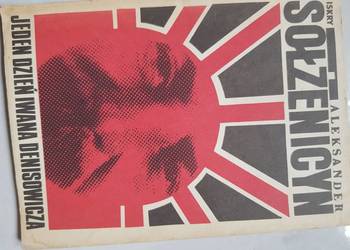 ISKRY
ALEKSANDER
SOŁŻENICYN
JEDEN DZIEŃ IWANA DENISOWICZA